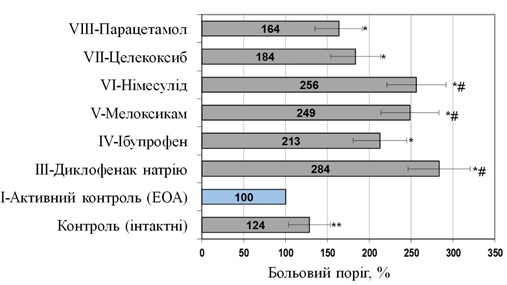 VIII-Парацетамол 164 *
VII-Целекоксиб 184 *
VI-Німесулід 256 *#
V-Мелоксикам 249 *#
IV-Ібупрофен 213 *
III-Диклофенак натрію 284 *#
I-Активний контроль (ЕОА) 100
Контроль (інтактні) 124 **
0 50 100 150 200 250 300 350
Больовий поріг, %